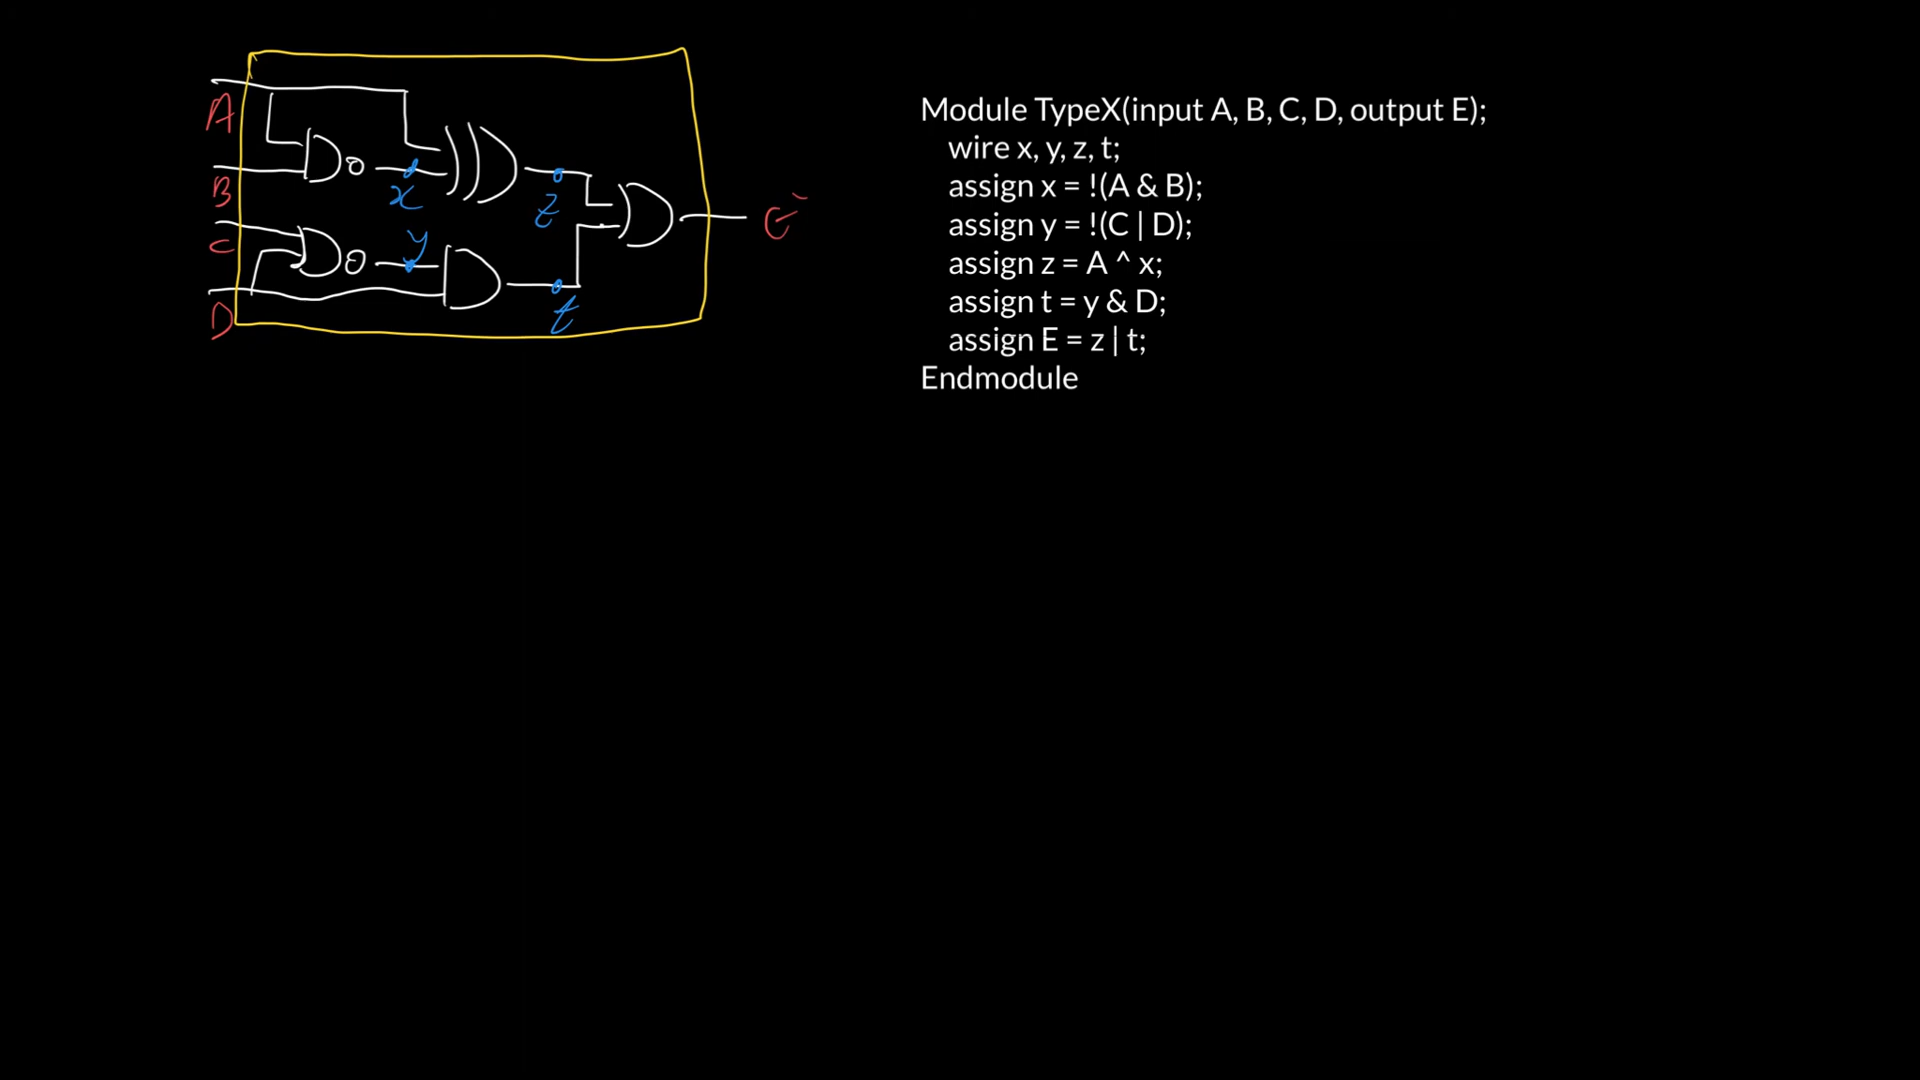 A
B
C
D
x
y
z
t
E
Module TypeX(input A, B, C, D, output E);
wire x, y, z, t;
assign x = !(A & B);
assign y = !(C | D);
assign z = A ^ x;
assign t = y & D;
assign E = z | t;
Endmodule